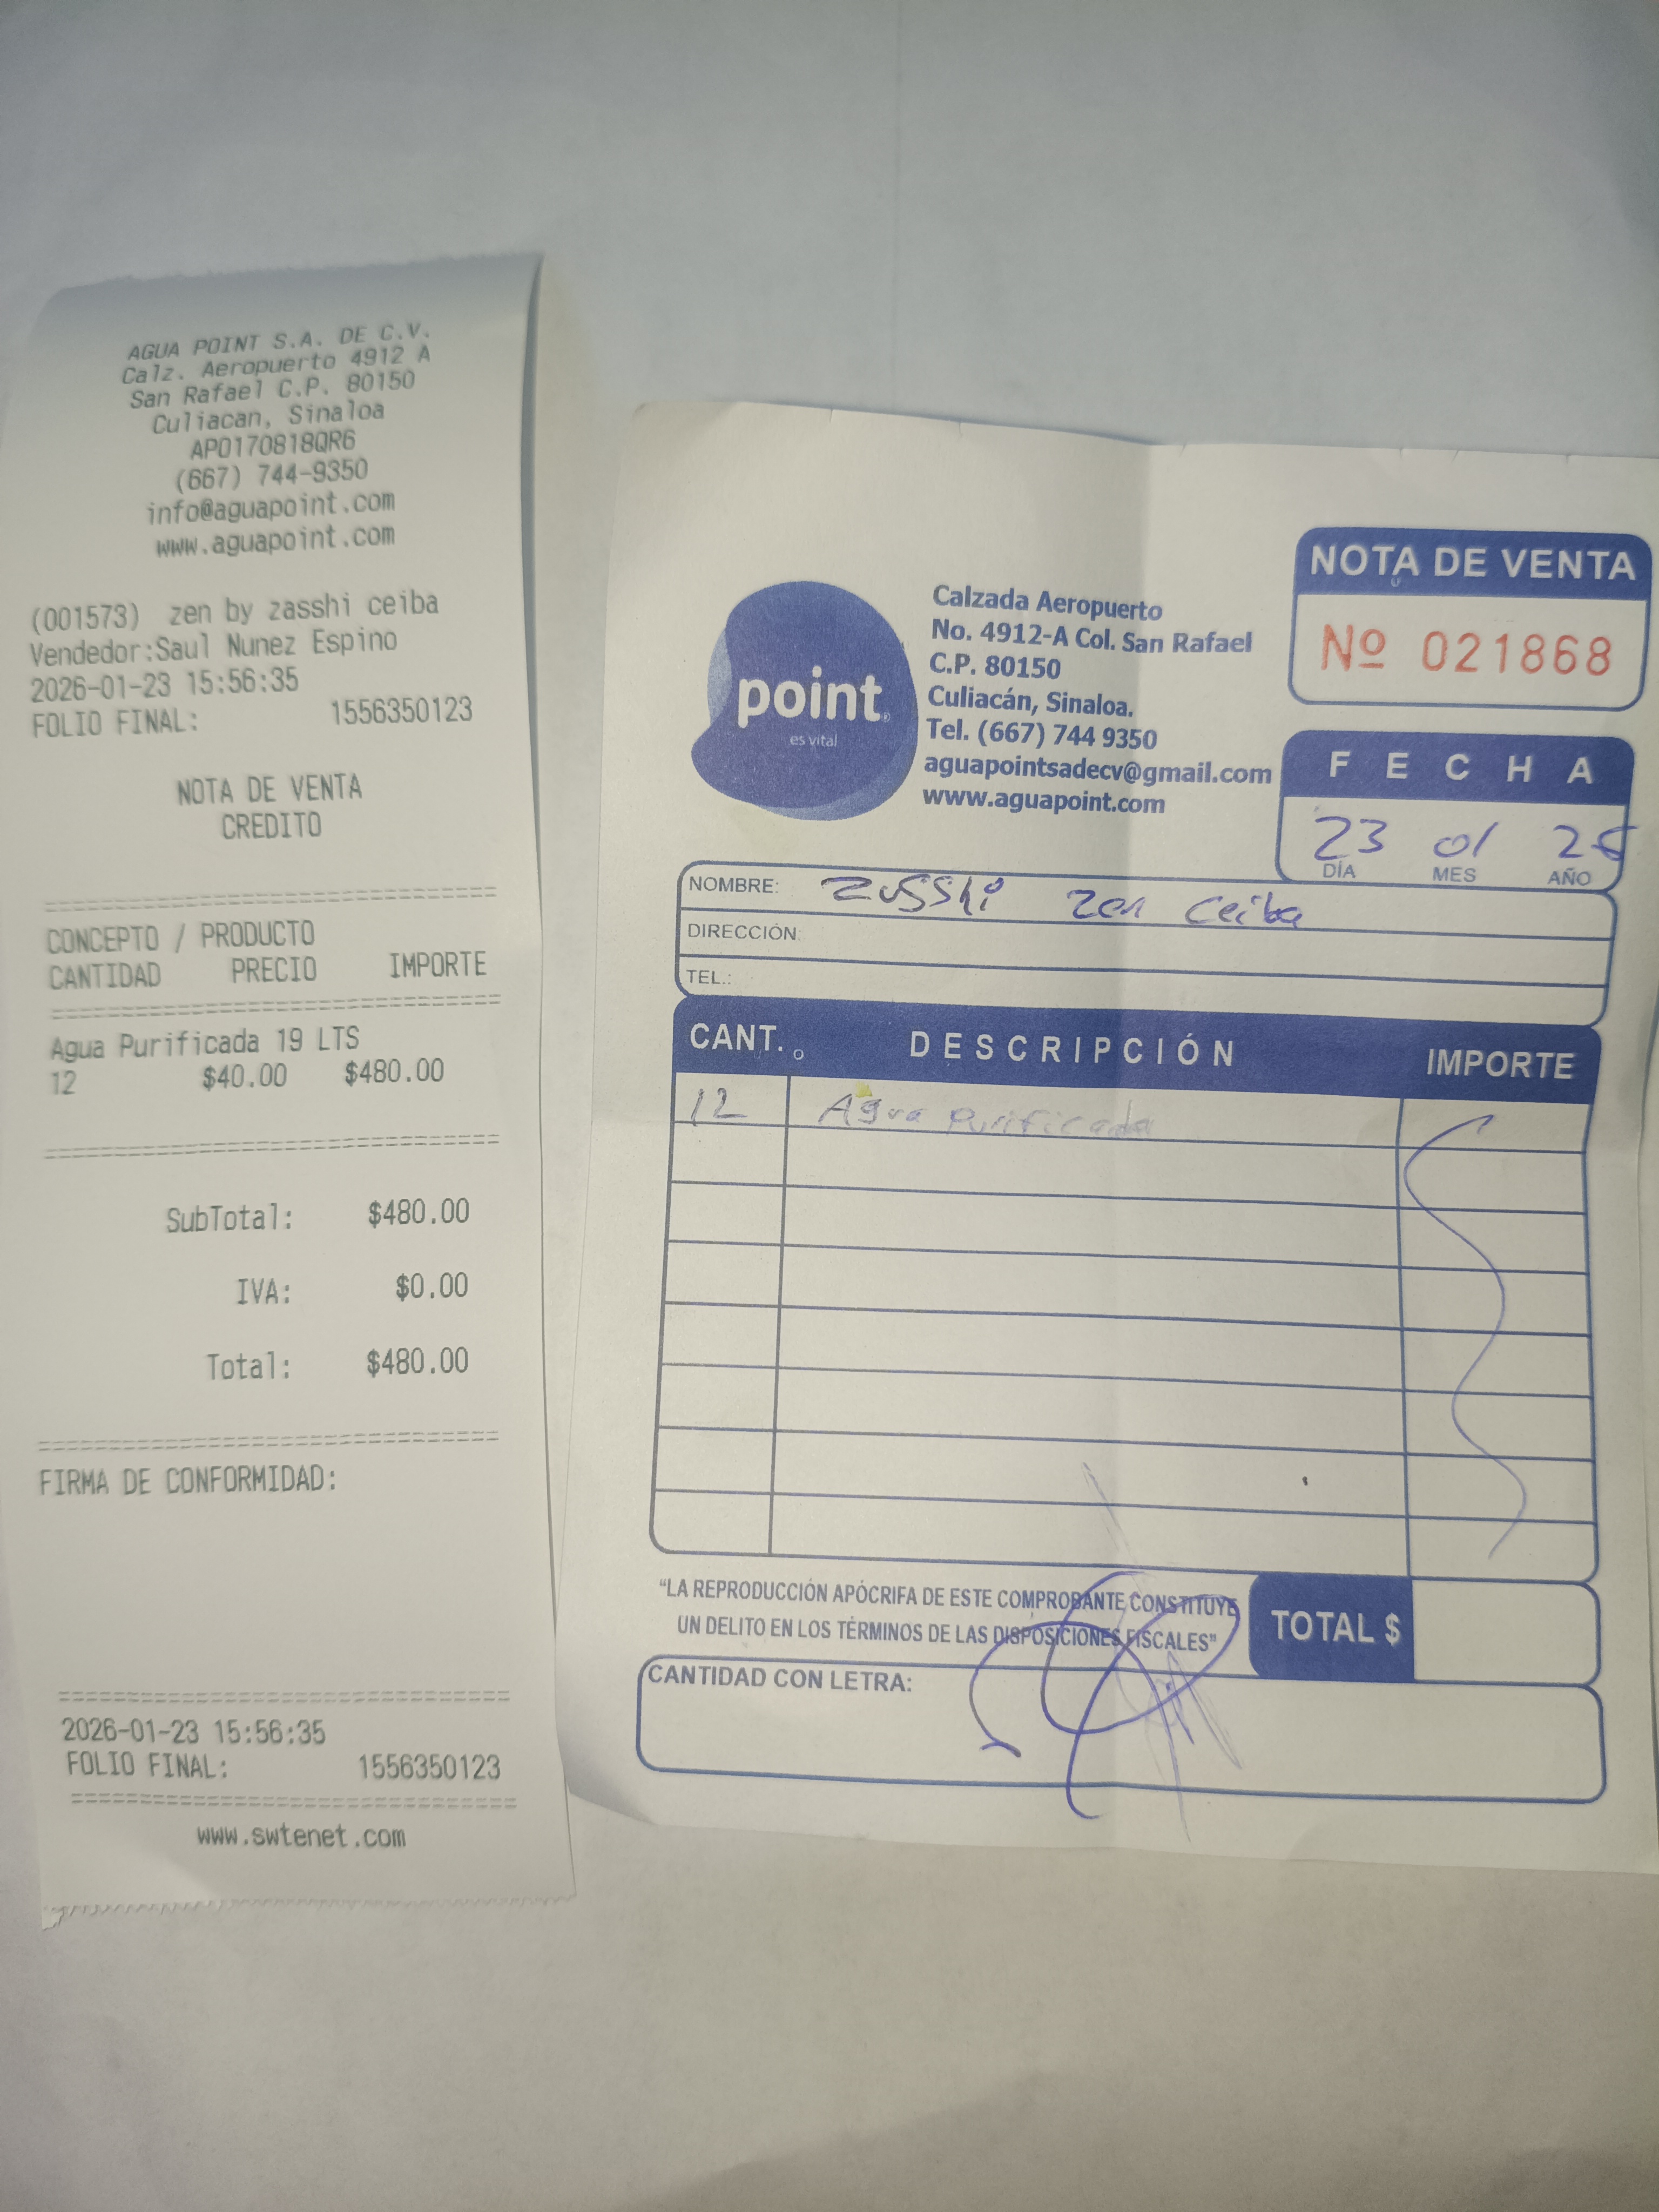 AGUA POINT S.A. DE C.V.
Calz. Aeropuerto 4912 A
San Rafael C.P. 80150
Culiacan, Sinaloa
APO170818QR6
(667) 744-9350
info@aguapoint.com
www.aguapoint.com
(001573) zen by zasshi ceiba
Vendedor:Saul Nunez Espino
2026-01-23 15:56:35
FOLIO FINAL: 1556350123
NOTA DE VENTA
CREDITO
CONCEPTO / PRODUCTO
CANTIDAD PRECIO IMPORTE
Agua Purificada 19 LTS
12 $40.00 $480.00
SubTotal: $480.00
IVA: $0.00
Total: $480.00
FIRMA DE CONFORMIDAD:
2026-01-23 15:56:35
FOLIO FINAL: 1556350123
www.swtenet.com
point
es vital
Calzada Aeropuerto
No. 4912-A Col. San Rafael
C.P. 80150
Culiacán, Sinaloa.
Tel. (667) 744 9350
aguapointsadecv@gmail.com
www.aguapoint.com
NOTA DE VENTA
Nº 021868
FECHA
23 01
DÍA MES AÑO
NOMBRE: Zusshi Zen Ceiba
DIRECCIÓN:
TEL.:
CANT. DESCRIPCIÓN IMPORTE
12 Agua Purificada
"LA REPRODUCCIÓN APÓCRIFA DE ESTE COMPROBANTE CONSTITUYE
UN DELITO EN LOS TÉRMINOS DE LAS DISPOSICIONES FISCALES"
TOTAL $
CANTIDAD CON LETRA: